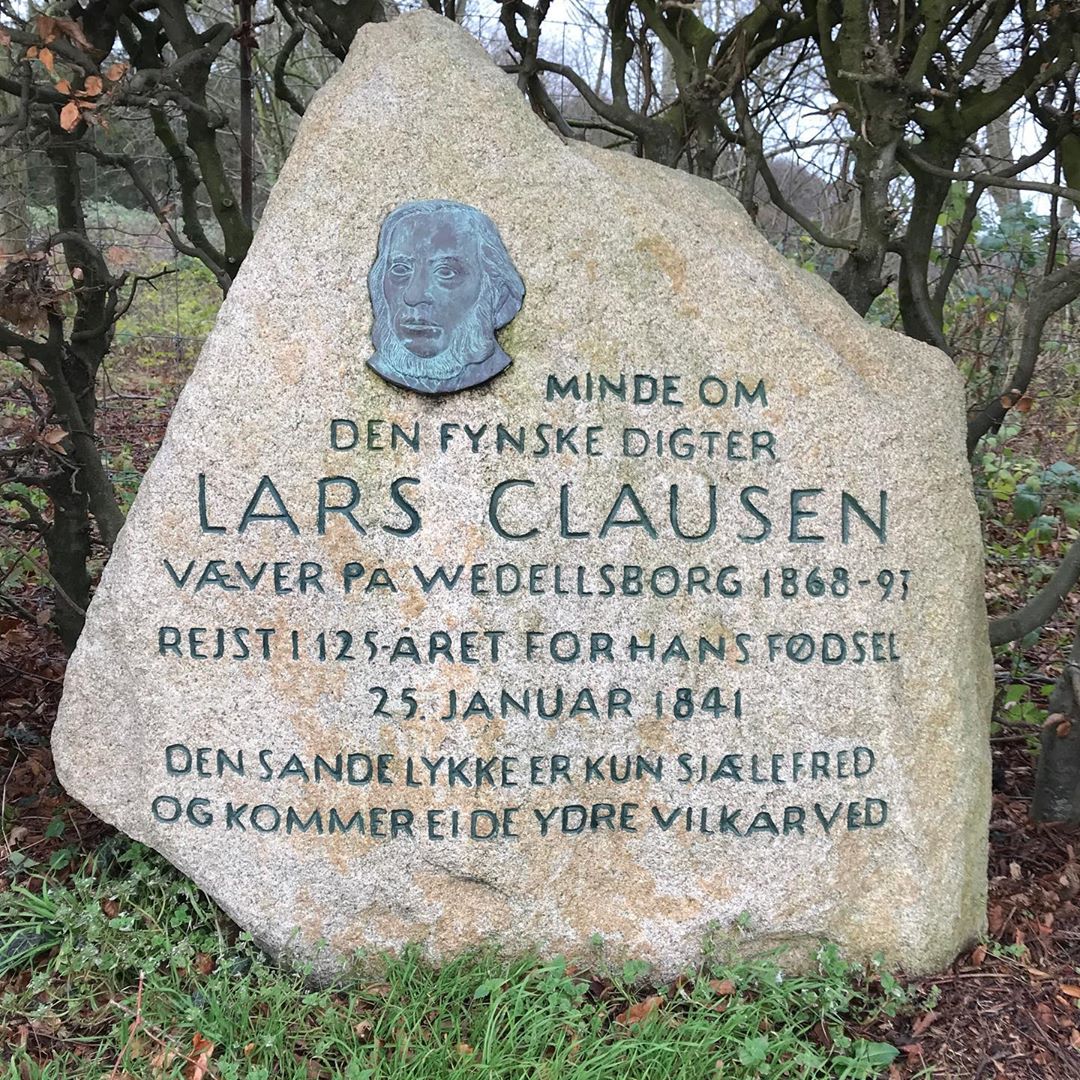 MINDE OM
DEN FYNSKE DIGTER
LARS CLAUSEN
VÆVER PÅ WEDELLSBORG 1868-93
REJST I 125-ÅRET FOR HANS FØDSEL
25. JANUAR 1841
DEN SANDE LYKKE ER KUN SJÆLEFRED
OG KOMMER EI DE YDRE VILKÅR VED